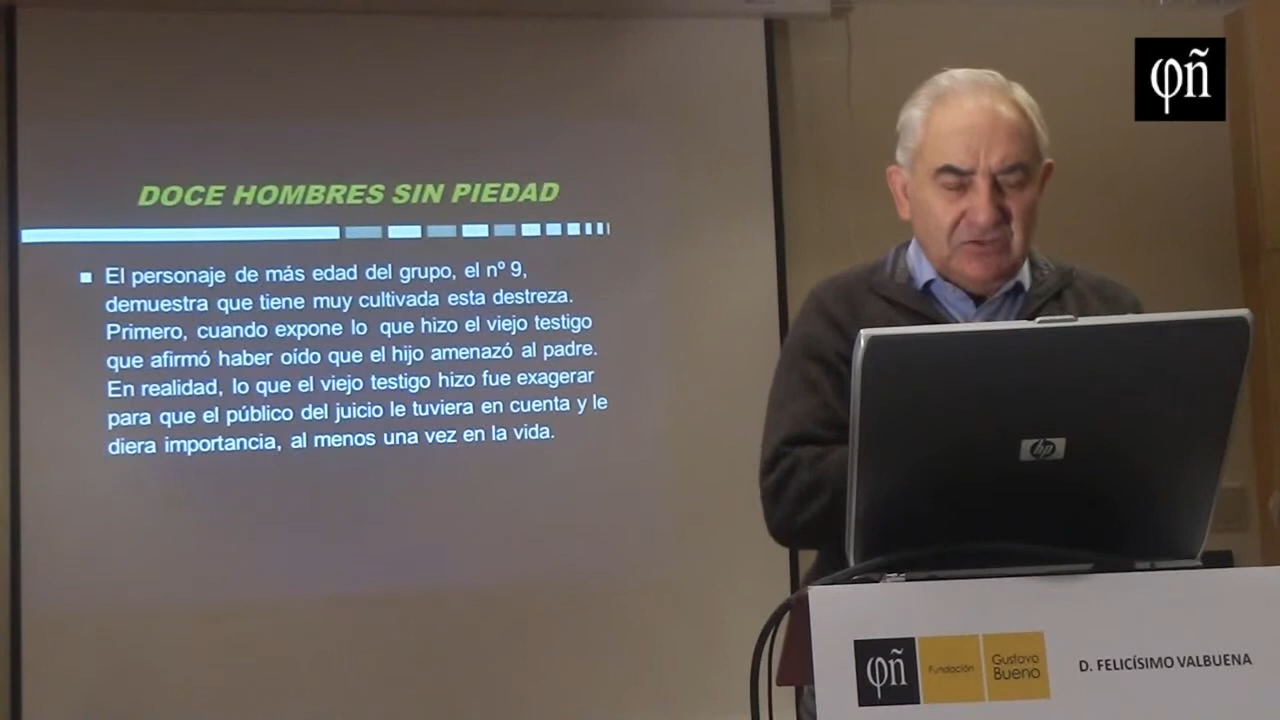 φñ
DOCE HOMBRES SIN PIEDAD
El personaje de más edad del grupo, el nº 9,
demuestra que tiene muy cultivada esta destreza.
Primero, cuando expone lo que hizo el viejo testigo
que afirmó haber oído que el hijo amenazó al padre.
En realidad, lo que el viejo testigo hizo fue exagerar
para que el público del juicio le tuviera en cuenta y le
diera importancia, al menos una vez en la vida.
hp
φñ
Fundación
Gustavo
Bueno
D. FELICÍSIMO VALBUENA